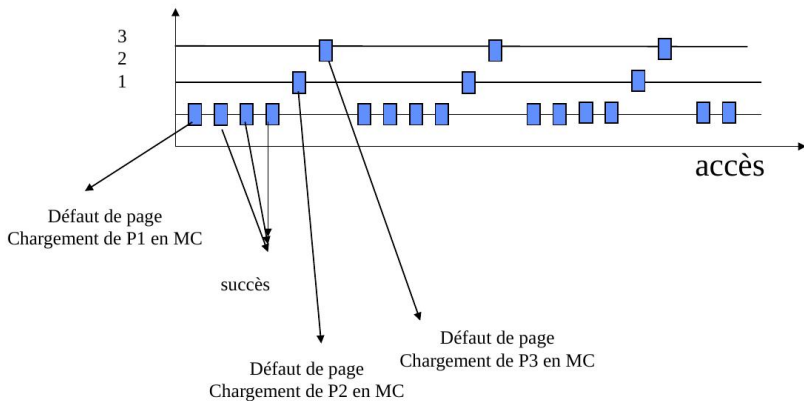 3
2
1
accès
Défaut de page
Chargement de P1 en MC
succès
Défaut de page
Chargement de P3 en MC
Défaut de page
Chargement de P2 en MC